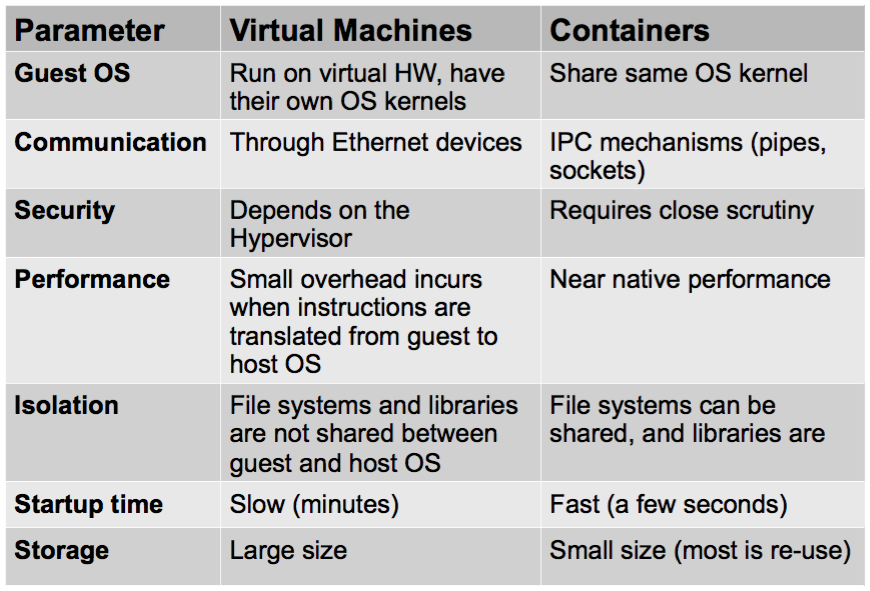 Parameter Virtual Machines Containers
Guest OS Run on virtual HW, have Share same OS kernel
their own OS kernels
Communication Through Ethernet devices IPC mechanisms (pipes,
sockets)
Security Depends on the Requires close scrutiny
Hypervisor
Performance Small overhead incurs Near native performance
when instructions are
translated from guest to
host OS
Isolation File systems and libraries File systems can be
are not shared between shared, and libraries are
guest and host OS
Startup time Slow (minutes) Fast (a few seconds)
Storage Large size Small size (most is re-use)